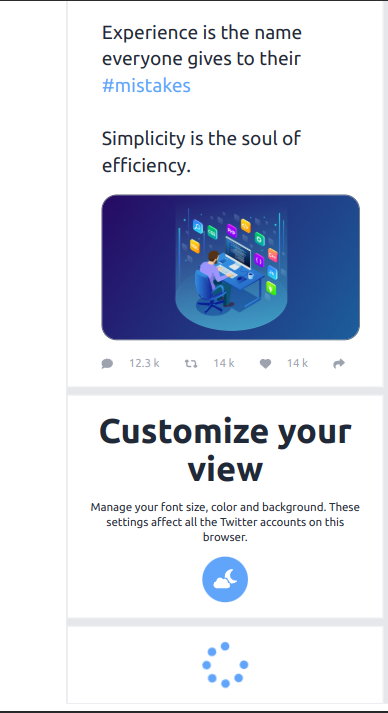 Experience is the name
everyone gives to their
#mistakes
Simplicity is the soul of
efficiency.
12.3 k 14 k 14 k
Customize your
view
Manage your font size, color and background. These
settings affect all the Twitter accounts on this
browser.